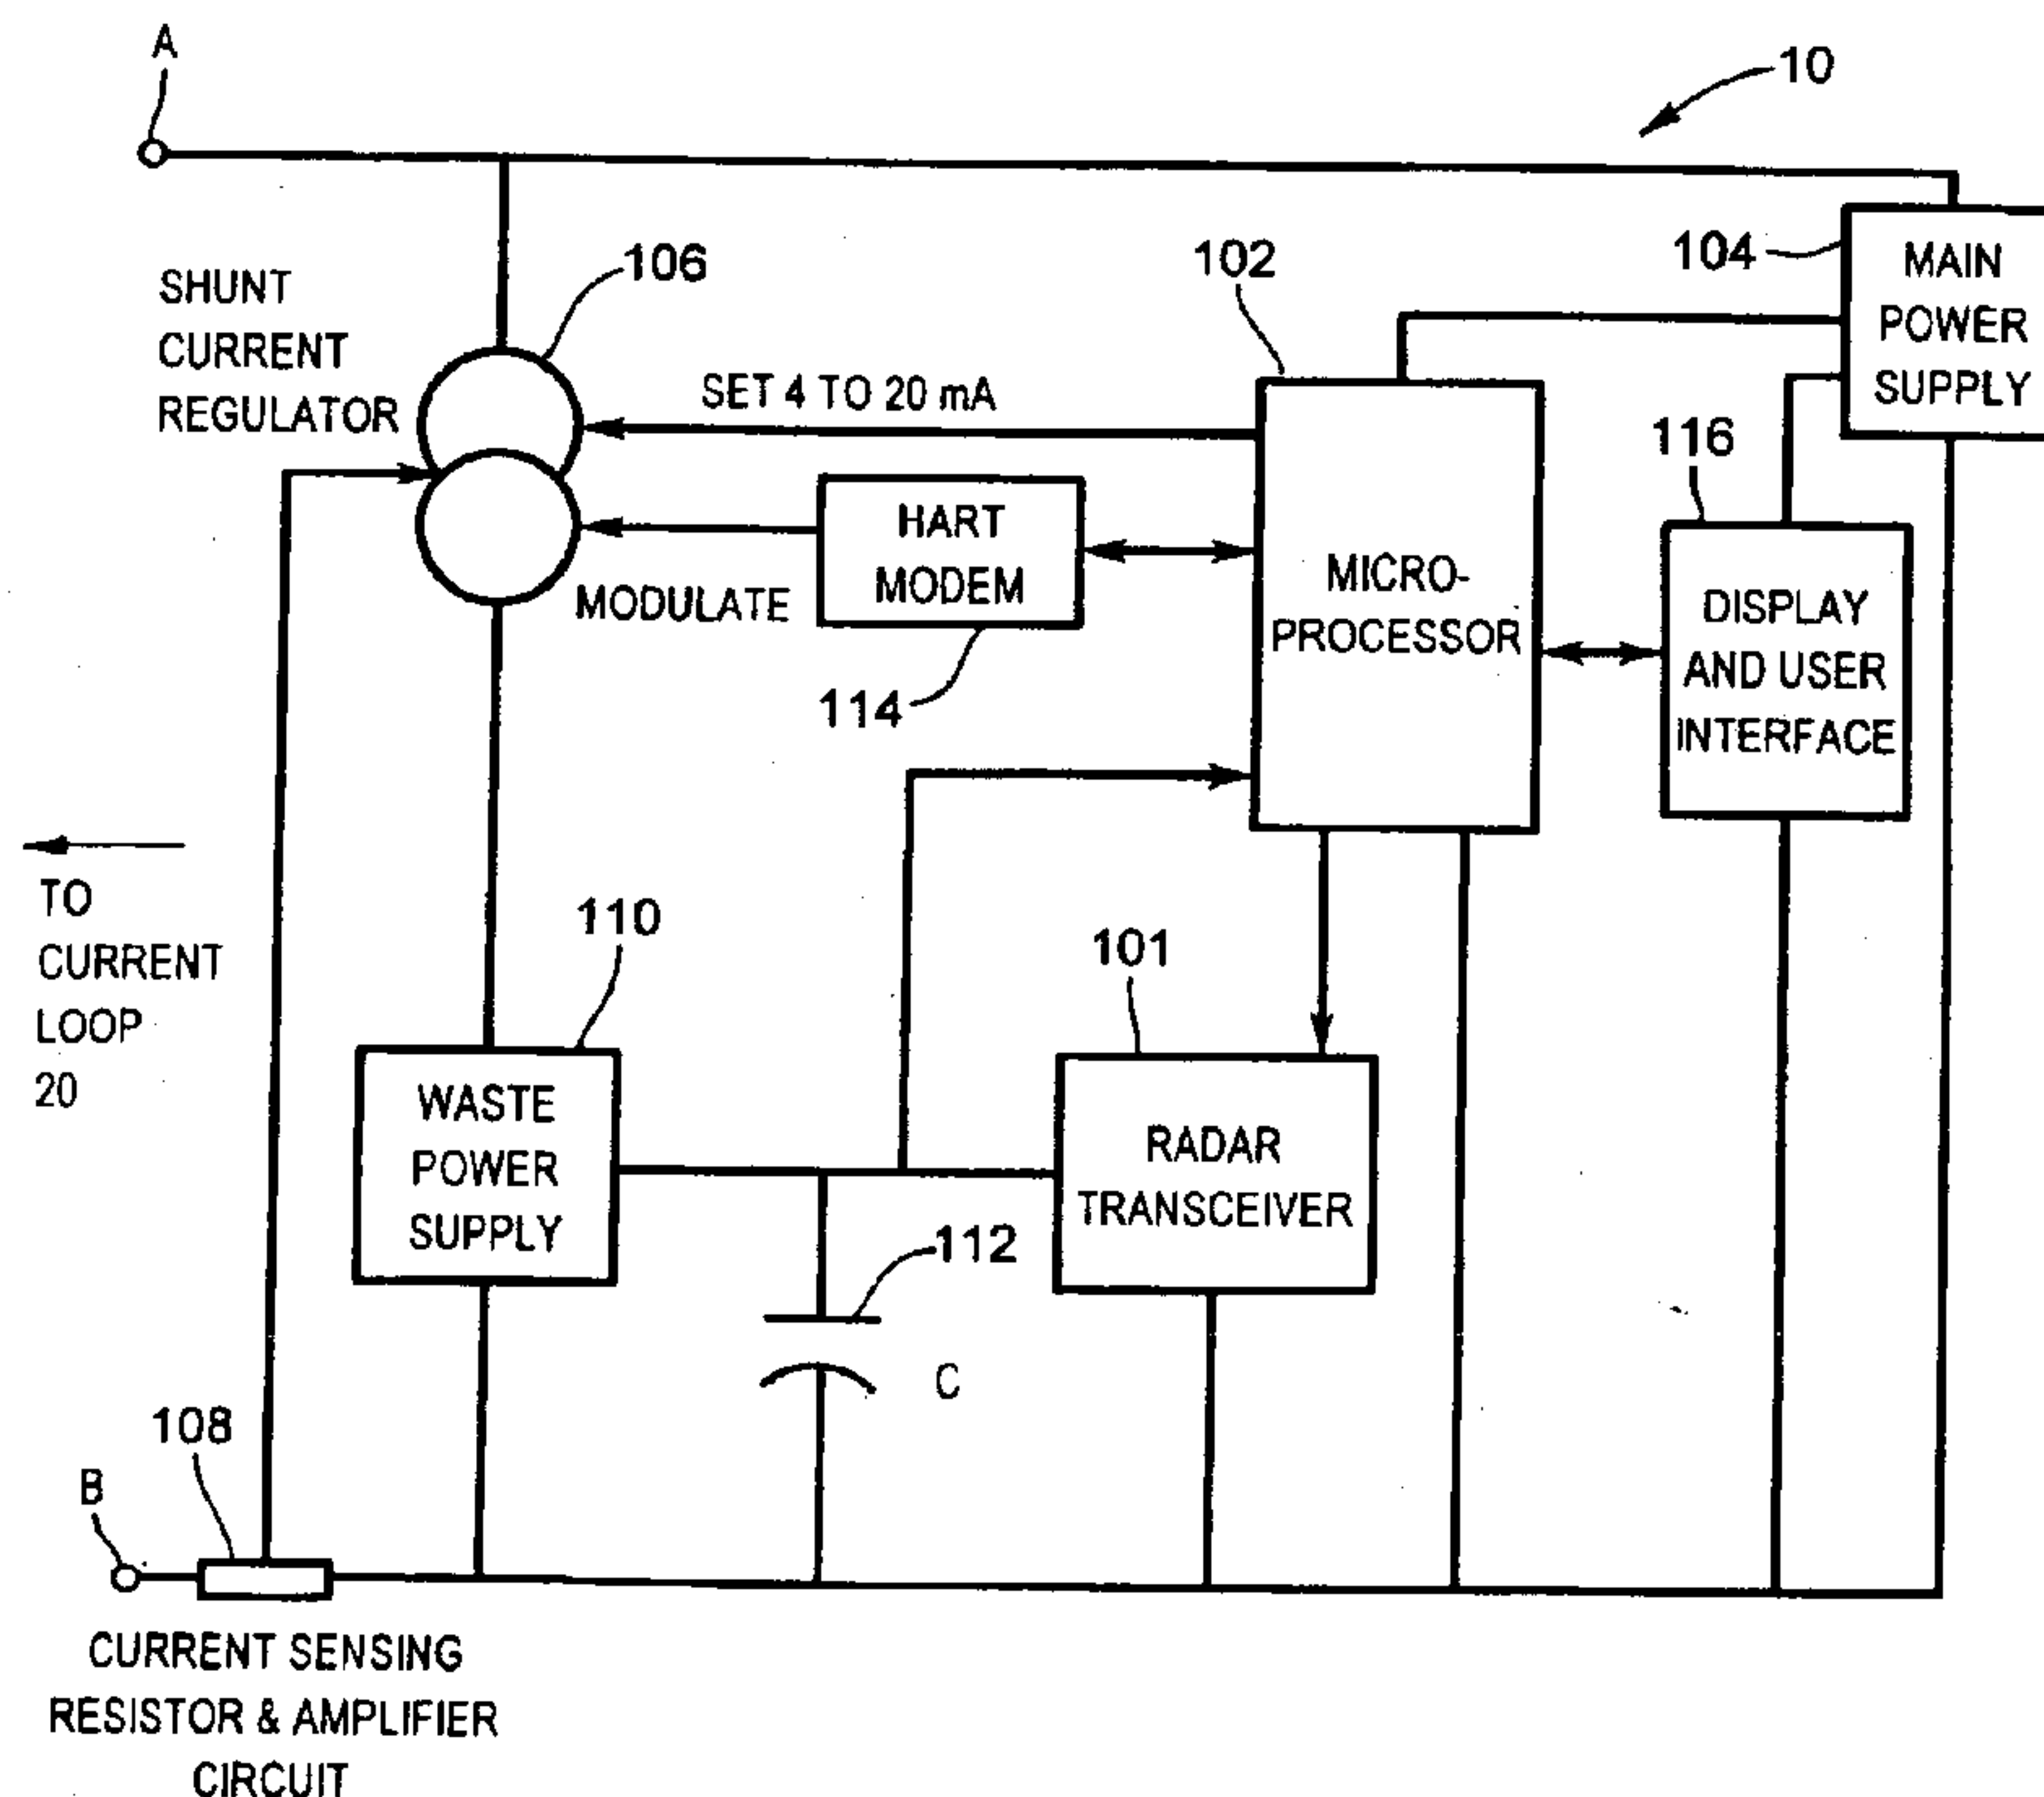 A
10
106
102
104
MAIN
POWER
SUPPLY
SHUNT
CURRENT
REGULATOR
SET 4 TO 20 mA
116
HART
MODEM
MICRO-
PROCESSOR
MODULATE
DISPLAY
AND USER
INTERFACE
114
TO
CURRENT
LOOP
20
110
101
WASTE
POWER
SUPPLY
RADAR
TRANSCEIVER
112
C
108
B
CURRENT SENSING
RESISTOR & AMPLIFIER
CIRCUIT